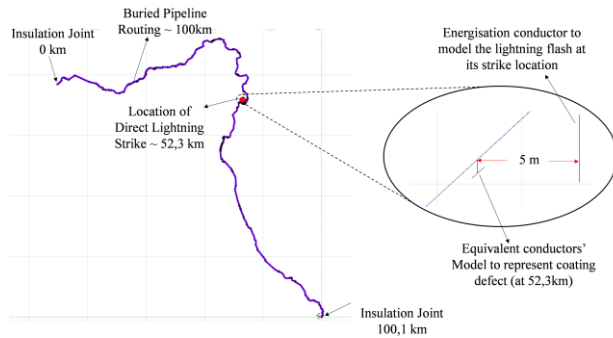 Insulation Joint
0 km
Buried Pipeline
Routing ~ 100km
Location of
Direct Lightning
Strike ~ 52,3 km
Energisation conductor to
model the lightning flash at
its strike location
5 m
Equivalent conductors'
Model to represent coating
defect (at 52,3km)
Insulation Joint
100,1 km